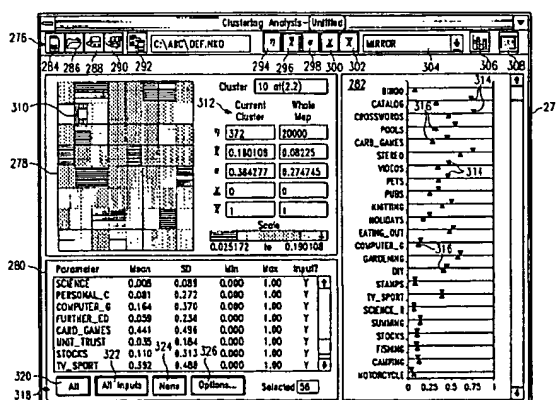 Clustering Analysis-Untitled
276
C:\ABC\DEF.NKO
η x̄ σ X X̄
MIRROR
284 286 288 290 292 294 296 298 300 302 304 306 308
310
278
312
Cluster 10 at(2,2)
Current Cluster Whole Map
η 372 20000
x̄ 0.180108 0.08225
σ 0.384277 0.274745
X 0 0
X̄ 1 1
Scale
0.025172 to 0.190108
280
Parameter Mean SD Min Max Input?
SCIENCE 0.008 0.089 0.000 1.00 Y
PERSONAL_C 0.081 0.272 0.000 1.00 Y
COMPUTER_G 0.164 0.370 0.000 1.00 Y
FURTHER_ED 0.059 0.236 0.000 1.00 Y
CARD_GAMES 0.441 0.496 0.000 1.00 Y
UNIT_TRUST 0.035 0.184 0.000 1.00 Y
STOCKS 0.110 0.313 0.000 1.00 Y
TV_SPORT 0.392 0.488 0.000 1.00 Y
322 324 326
320
318
All All Inputs None Options... Selected 56
282
314
27
BINGO
CATALOG
316
CROSSWORDS
POOLS
CARD_GAMES
STEREO
VIDEOS
314
PETS
PUBS
KNITTING
HOLIDAYS
EATING_OUT
COMPUTER_G
316
GARDENING
DIY
STAMPS
TV_SPORT
SCIENCE_R
SUMMING
STOCKS
FISHING
CAMPING
MOTORCYCLE
0 0.25 0.5 0.75 1